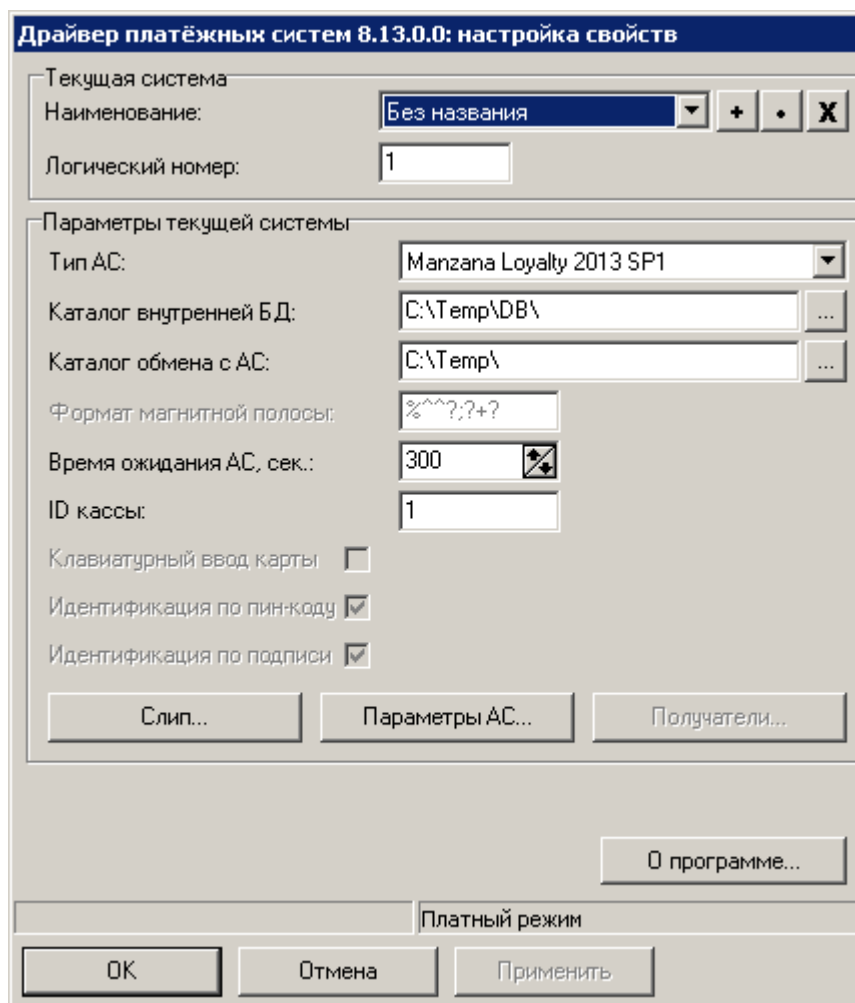 Драйвер платёжных систем 8.13.0.0: настройка свойств
Текущая система
Наименование: Без названия + • X
Логический номер: 1
Параметры текущей системы
Тип АС: Manzana Loyalty 2013 SP1
Каталог внутренней БД: C:\Temp\DB\ ...
Каталог обмена с АС: C:\Temp\ ...
Формат магнитной полосы: %^^?;?+?
Время ожидания АС, сек.: 300
ID кассы: 1
Клавиатурный ввод карты
Идентификация по пин-коду
Идентификация по подписи
Слип... Параметры АС... Получатели...
О программе...
Платный режим
OK Отмена Применить